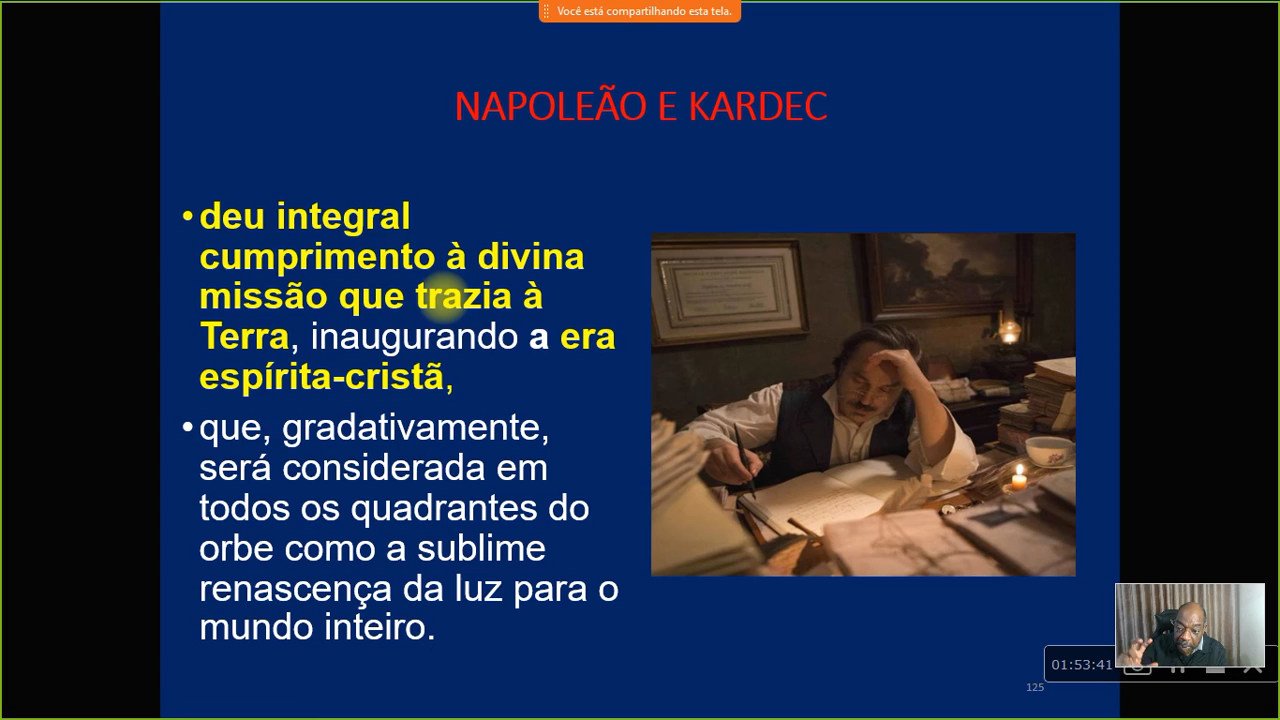 Você está compartilhando esta tela.
NAPOLEÃO E KARDEC
• deu integral
cumprimento à divina
missão que trazia à
Terra, inaugurando a era
espírita-cristã,
• que, gradativamente,
será considerada em
todos os quadrantes do
orbe como a sublime
renascença da luz para o
mundo inteiro.
01:53:41
125